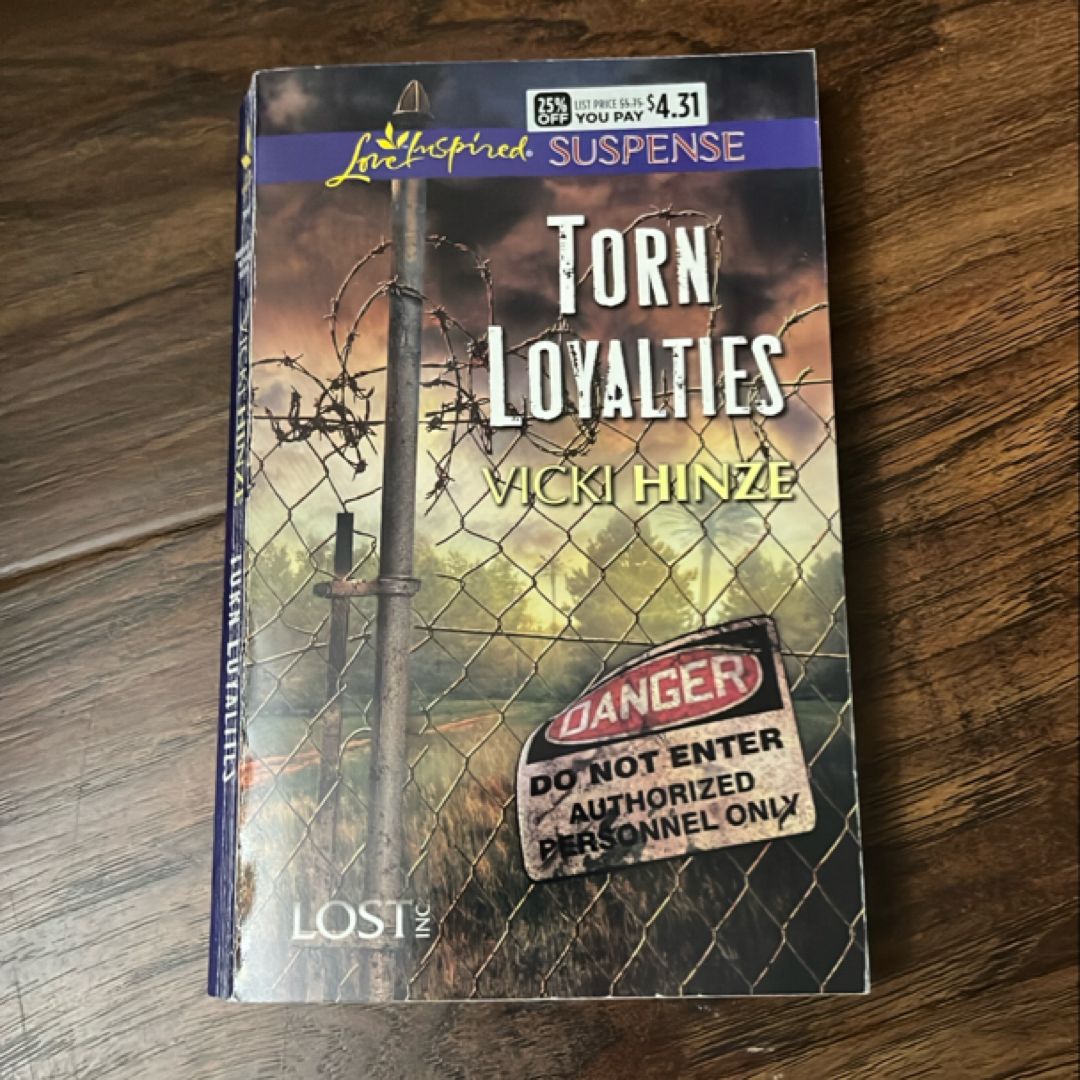 25% OFF
LIST PRICE $5.75
YOU PAY $4.31
Love Inspired® SUSPENSE
TORN
LOYALTIES
VICKI HINZE
DANGER
DO NOT ENTER
AUTHORIZED
PERSONNEL ONLY
LOST INC
VICKI HINZE TORN LOYALTIES